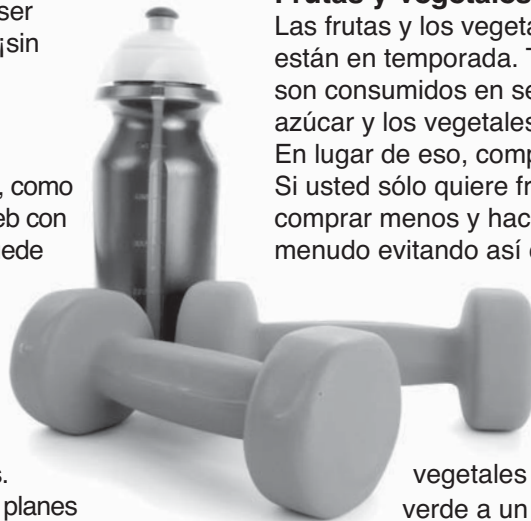 ser
¡sin
, como
eb con
ede
s.
planes
Frutas y vegetales
Las frutas y los vegeta
están en temporada. T
son consumidos en se
azúcar y los vegetales
En lugar de eso, comp
Si usted sólo quiere fr
comprar menos y hac
menudo evitando así
vegetales
verde a un